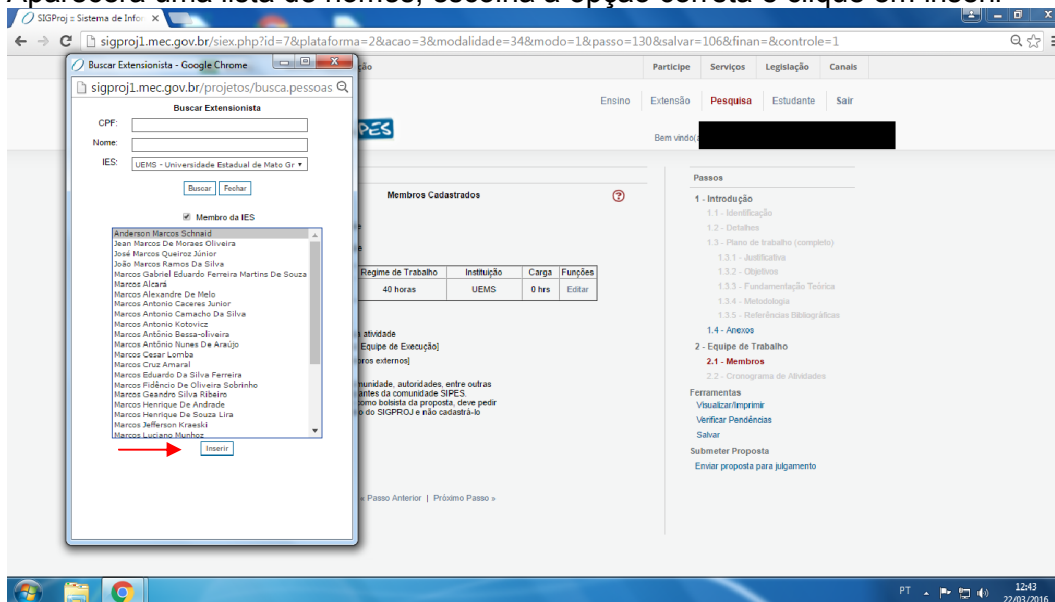 Aparecerá uma lista de nomes, escolha a opção correta e clique em inserir
SIGProj :: Sistema de Infor
sigproj1.mec.gov.br/siex.php?id=7&plataforma=2&acao=3&modalidade=34&modo=1&passo=130&salvar=106&finan=&controle=1
Buscar Extensionista - Google Chrome
sigproj1.mec.gov.br/projetos/busca.pessoas
Buscar Extensionista
CPF:
Nome:
IES:
UEMS - Universidade Estadual de Mato Gr
Buscar
Fechar
Membro da IES
Anderson Marcos Schnaid
Jean Marcos De Moraes Oliveira
José Marcos Queiroz Júnior
João Marcos Ramos Da Silva
Marcos Gabriel Eduardo Ferreira Martins De Souza
Marcos Alcará
Marcos Alexandre De Melo
Marcos Antonio Caceres Junior
Marcos Antonio Camacho Da Silva
Marcos Antonio Kotovicz
Marcos Antônio Bessa-oliveira
Marcos Antônio Nunes De Araújo
Marcos Cesar Lomba
Marcos Cruz Amaral
Marcos Eduardo Da Silva Ferreira
Marcos Fidêncio De Oliveira Sobrinho
Marcos Geandro Silva Ribeiro
Marcos Henrique De Andrade
Marcos Henrique De Souza Lira
Marcos Jefferson Kraeski
Marcos Luciano Munhoz
Inserir
ção
Participe Serviços Legislação Canais
Ensino Extensão Pesquisa Estudante Sair
PES
Bem vindo(
Membros Cadastrados
Regime de Trabalho Instituição Carga Funções
40 horas UEMS 0 hrs Editar
atividade
Equipe de Execução]
ros externos]
munidade, autoridades, entre outras
antes da comunidade SIPES.
omo bolsista da proposta, deve pedir
o do SIGPROJ e não cadastrá-lo
« Passo Anterior | Próximo Passo »
Passos
1 - Introdução
1.1 - Identificação
1.2 - Detalhes
1.3 - Plano de trabalho (completo)
1.3.1 - Justificativa
1.3.2 - Objetivos
1.3.3 - Fundamentação Teórica
1.3.4 - Metodologia
1.3.5 - Referências Bibliográficas
1.4 - Anexos
2 - Equipe de Trabalho
2.1 - Membros
2.2 - Cronograma de Atividades
Ferramentas
Visualizar/Imprimir
Verificar Pendências
Salvar
Submeter Proposta
Enviar proposta para julgamento
PT
12:43
22/03/2016